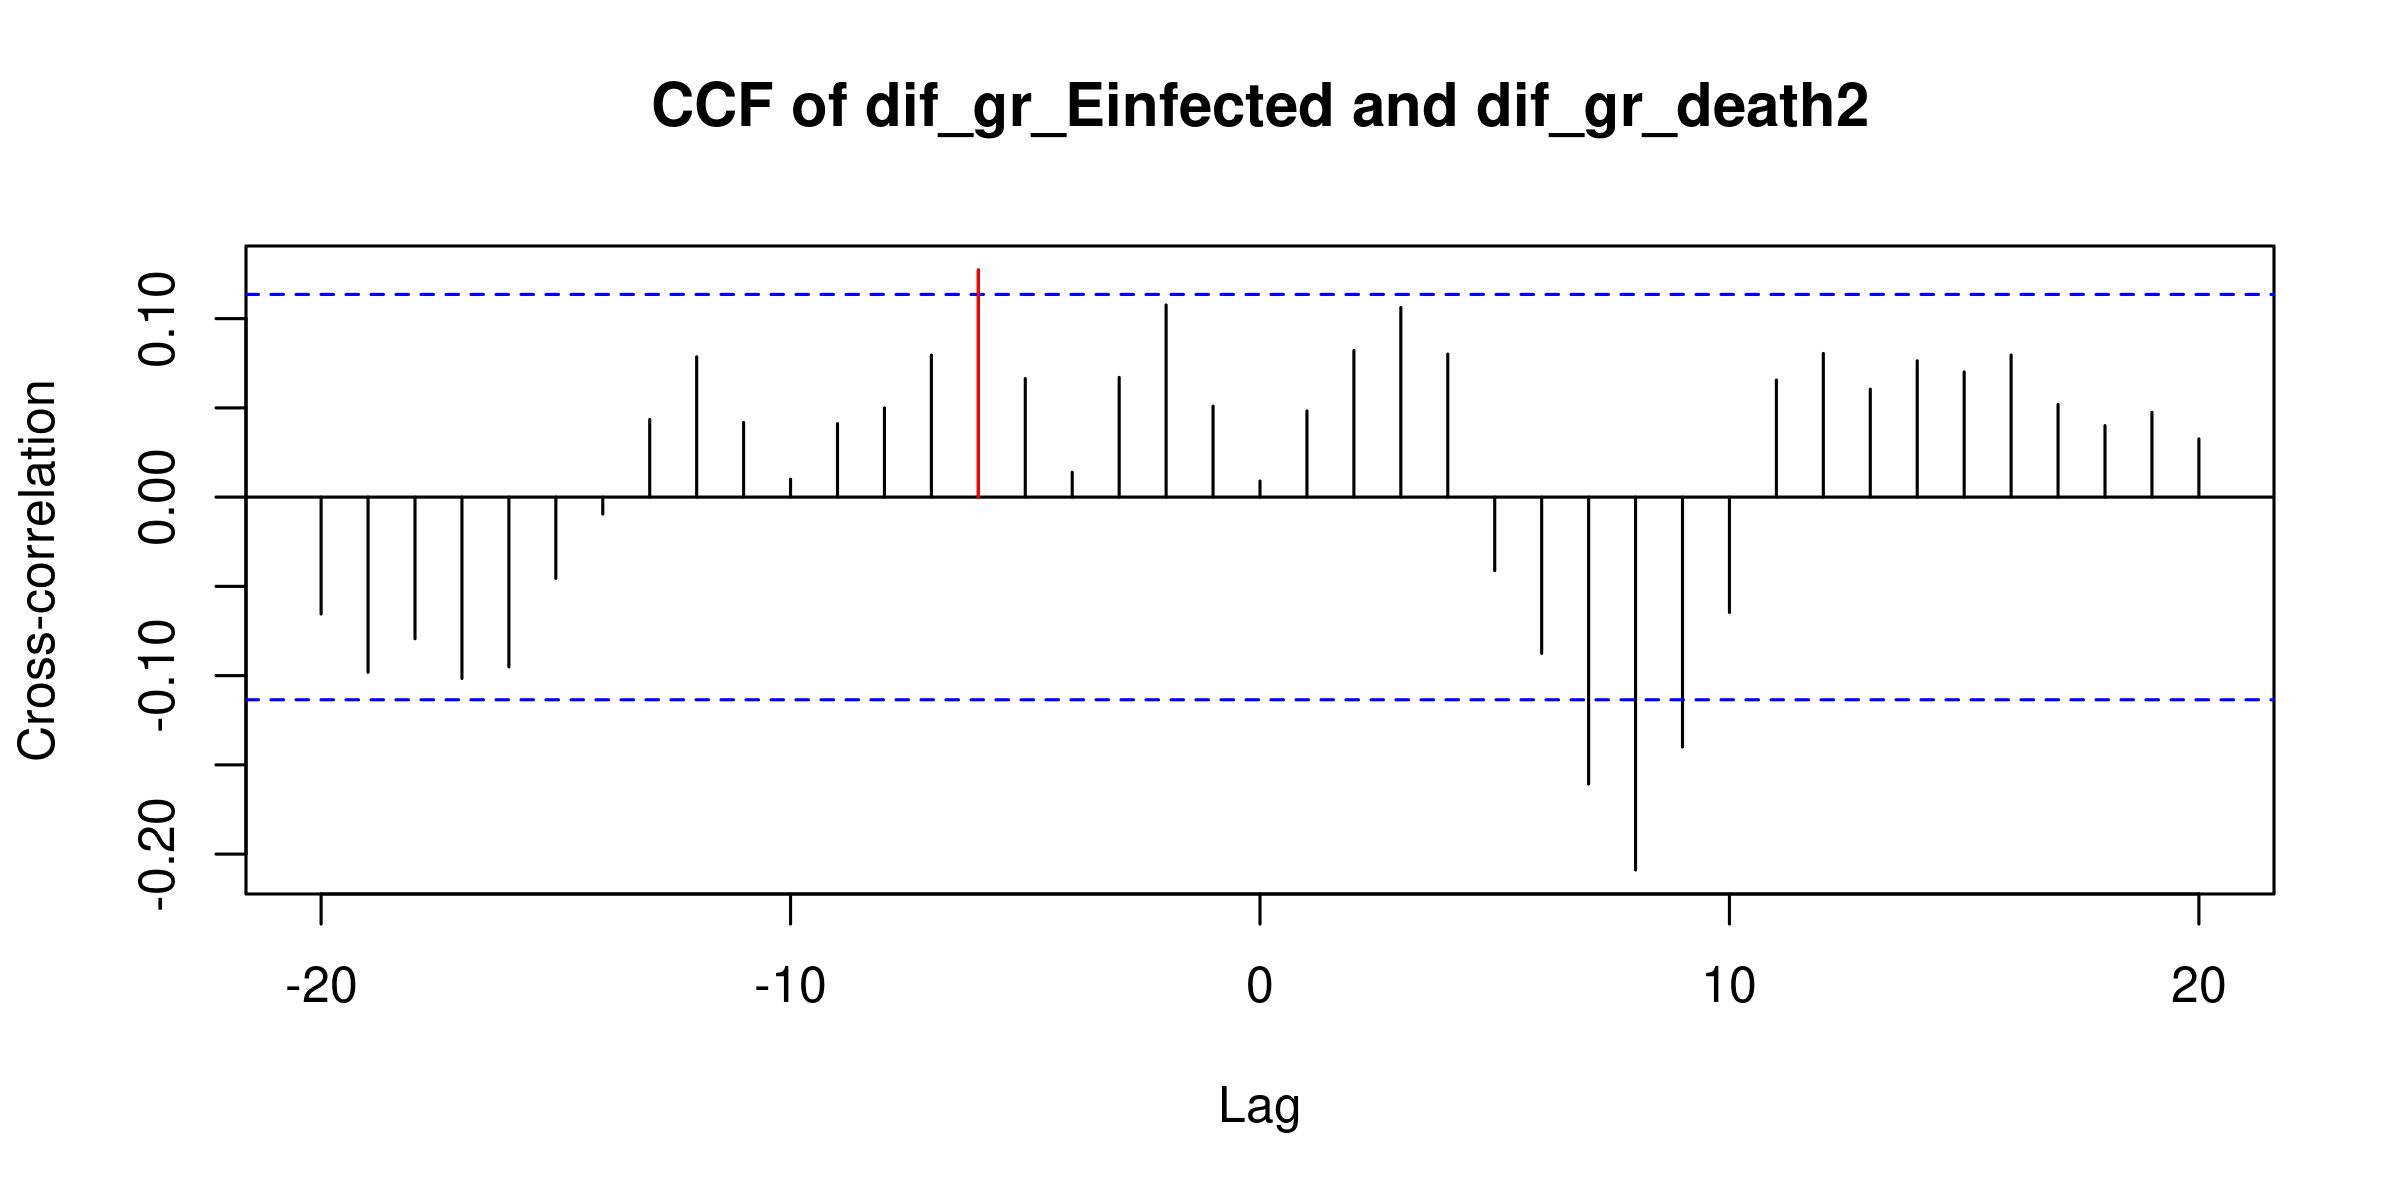 CCF of dif_gr_Einfected and dif_gr_death2
Cross-correlation
0.10
0.00
-0.10
-0.20
-20 -10 0 10 20
Lag